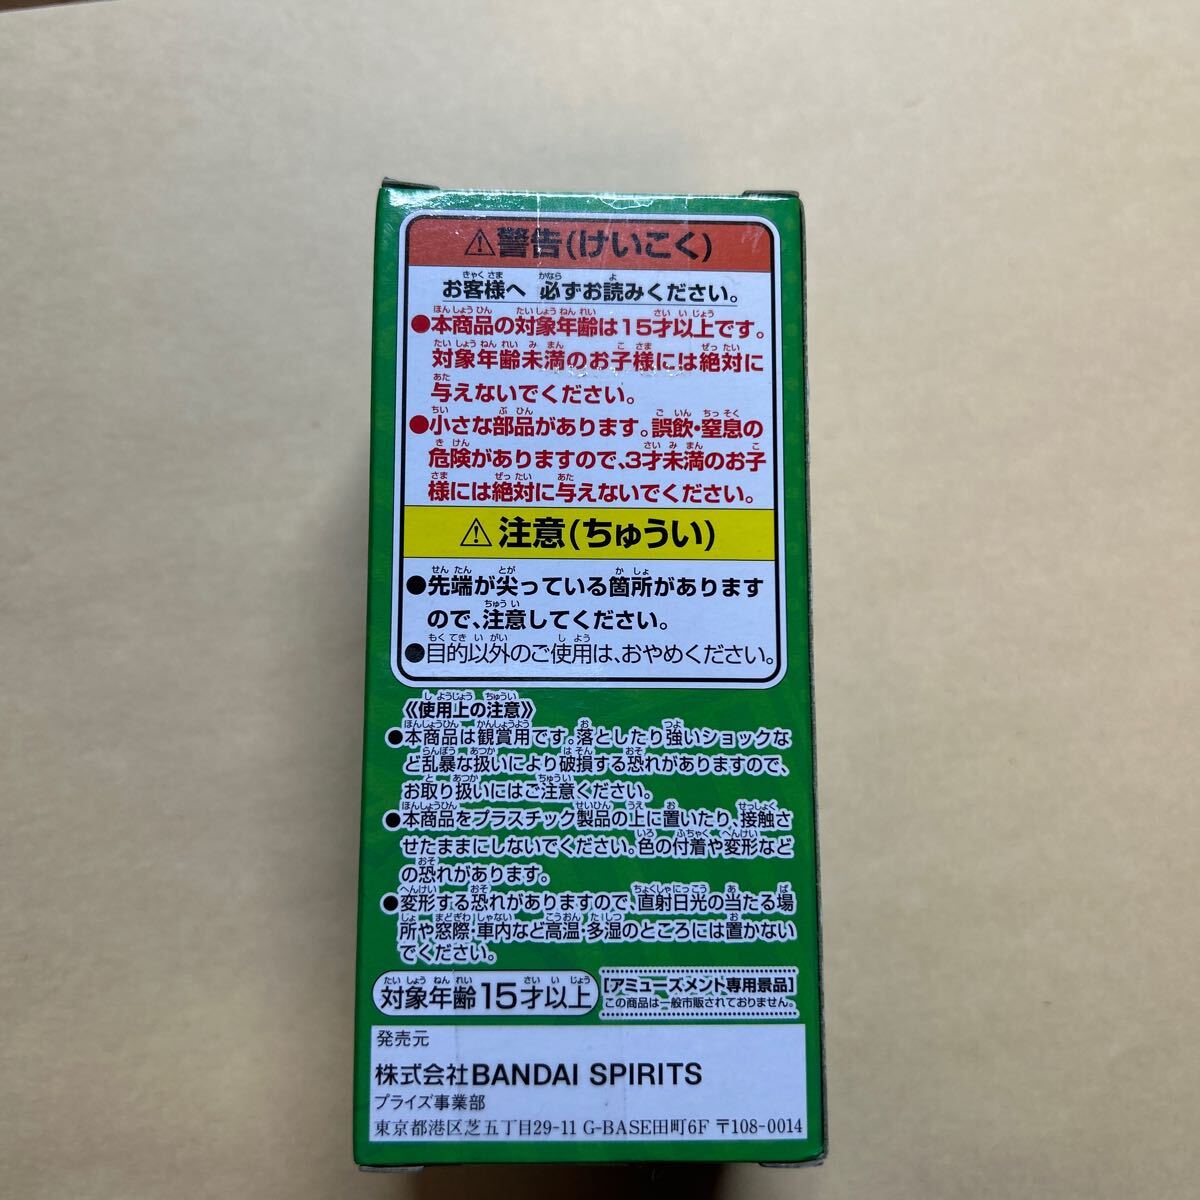 ⚠警告(けいこく)
お客様へ 必ずお読みください。
●本商品の対象年齢は15才以上です。
対象年齢未満のお子様には絶対に
与えないでください。
●小さな部品があります。誤飲・窒息の
危険がありますので、3才未満のお子
様には絶対に与えないでください。
⚠注意(ちゅうい)
●先端が尖っている箇所があります
ので、注意してください。
●目的以外のご使用は、おやめください。
《使用上の注意》
●本商品は観賞用です。落としたり強いショックな
ど乱暴な扱いにより破損する恐れがありますので、
お取り扱いにはご注意ください。
●本商品をプラスチック製品の上に置いたり、接触さ
せたままにしないでください。色の付着や変形など
の恐れがあります。
●変形する恐れがありますので、直射日光の当たる場
所や窓際・車内など高温・多湿のところには置かない
でください。
対象年齢15才以上
[アミューズメント専用景品]
この商品は一般市販されておりません。
発売元
株式会社BANDAI SPIRITS
プライズ事業部
東京都港区芝五丁目29-11 G-BASE田町6F 〒108-0014